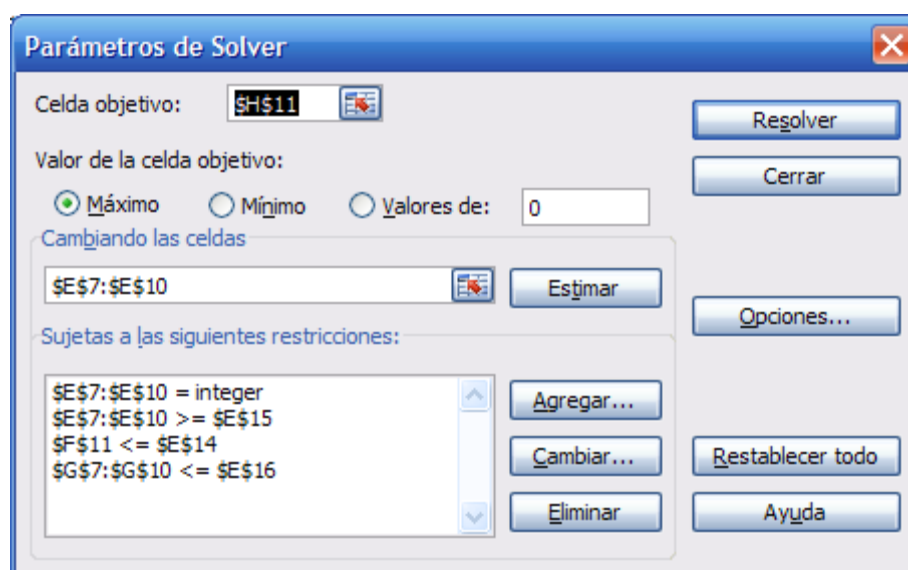 Parámetros de Solver
Celda objetivo: $H$11
Resolver
Valor de la celda objetivo:
Cerrar
Máximo Mínimo Valores de: 0
Cambiando las celdas
$E$7:$E$10 Estimar
Opciones...
Sujetas a las siguientes restricciones:
$E$7:$E$10 = integer
$E$7:$E$10 >= $E$15
$F$11 <= $E$14
$G$7:$G$10 <= $E$16
Agregar...
Cambiar... Restablecer todo
Eliminar Ayuda